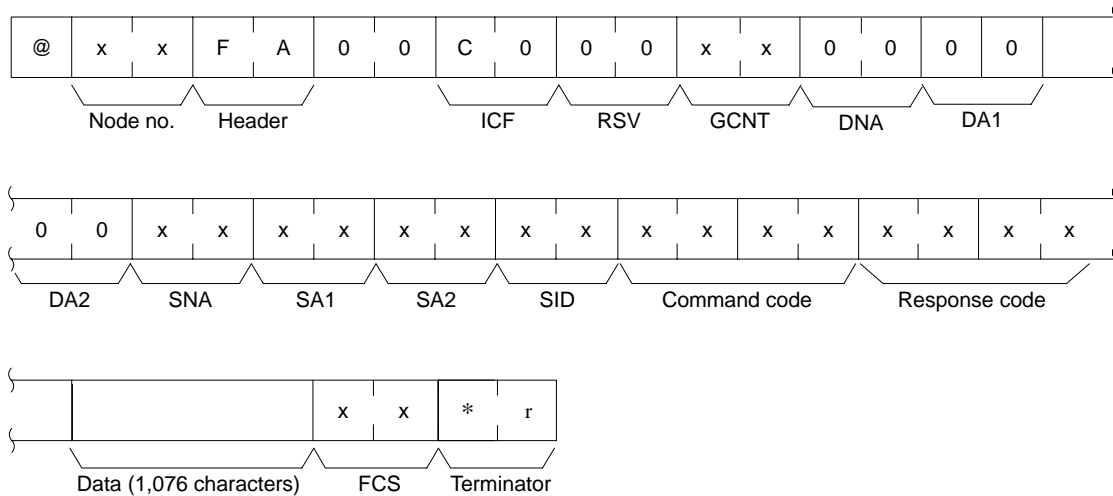 @ x x F A 0 0 C 0 0 0 x x 0 0 0 0
Node no. Header ICF RSV GCNT DNA DA1
0 0 x x x x x x x x x x x x x x x x
DA2 SNA SA1 SA2 SID Command code Response code
x x * r
Data (1,076 characters) FCS Terminator